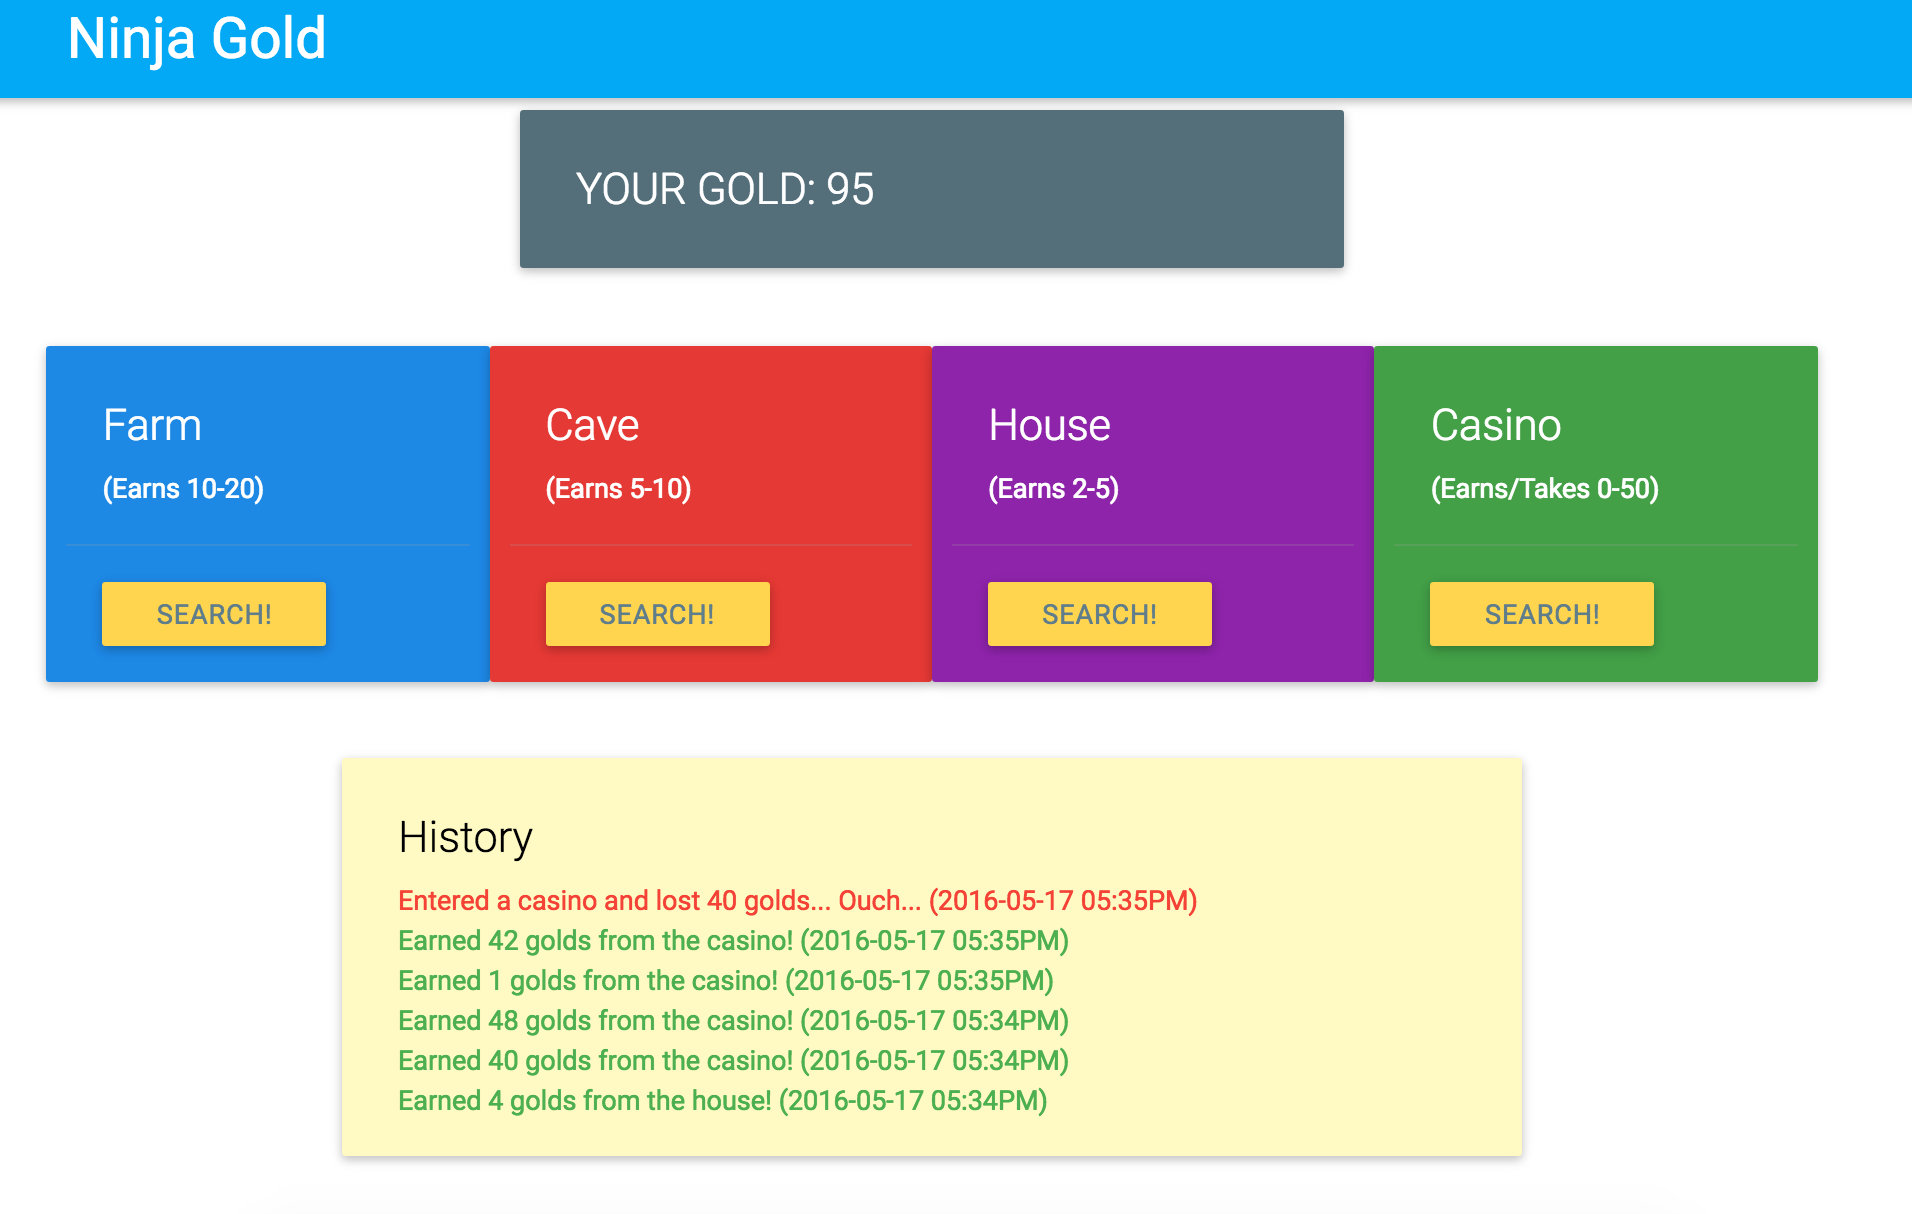 Ninja Gold
YOUR GOLD: 95
Farm
(Earns 10-20)
SEARCH!
Cave
(Earns 5-10)
SEARCH!
House
(Earns 2-5)
SEARCH!
Casino
(Earns/Takes 0-50)
SEARCH!
History
Entered a casino and lost 40 golds... Ouch... (2016-05-17 05:35PM)
Earned 42 golds from the casino! (2016-05-17 05:35PM)
Earned 1 golds from the casino! (2016-05-17 05:35PM)
Earned 48 golds from the casino! (2016-05-17 05:34PM)
Earned 40 golds from the casino! (2016-05-17 05:34PM)
Earned 4 golds from the house! (2016-05-17 05:34PM)